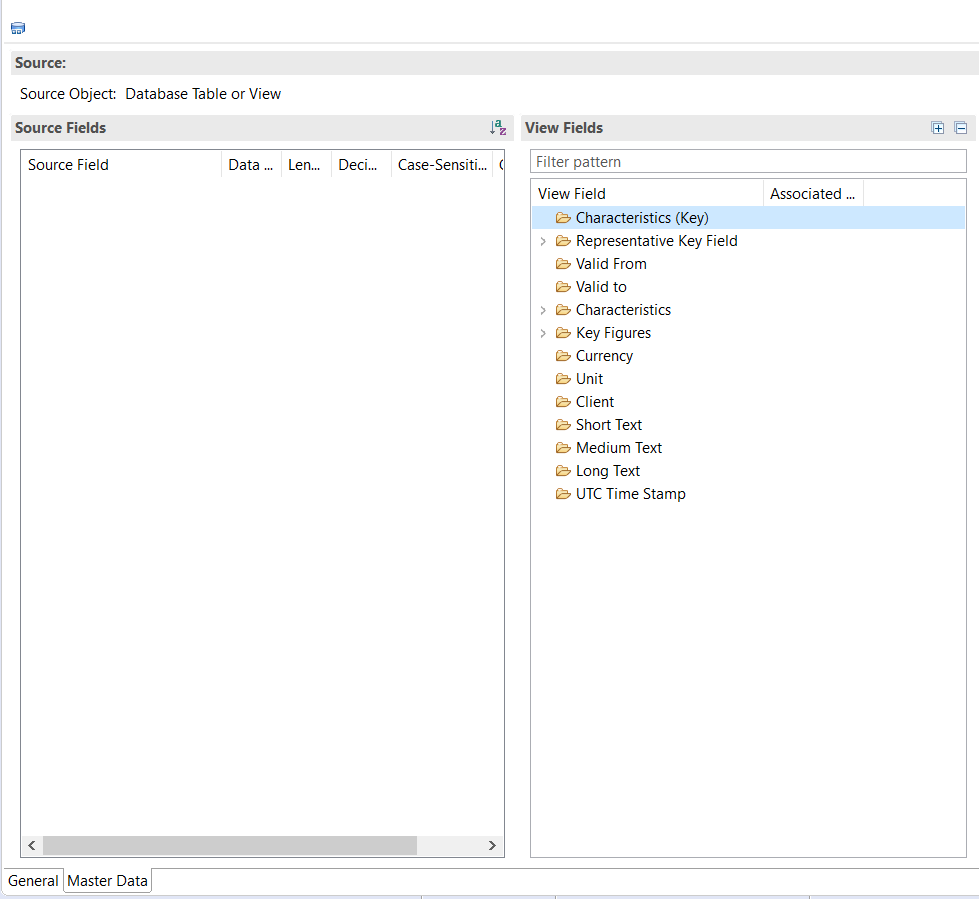 Source:
Source Object: Database Table or View
Source Fields
Source Field Data ... Len... Deci... Case-Sensiti...
View Fields
Filter pattern
View Field Associated ...
Characteristics (Key)
Representative Key Field
Valid From
Valid to
Characteristics
Key Figures
Currency
Unit
Client
Short Text
Medium Text
Long Text
UTC Time Stamp
General Master Data